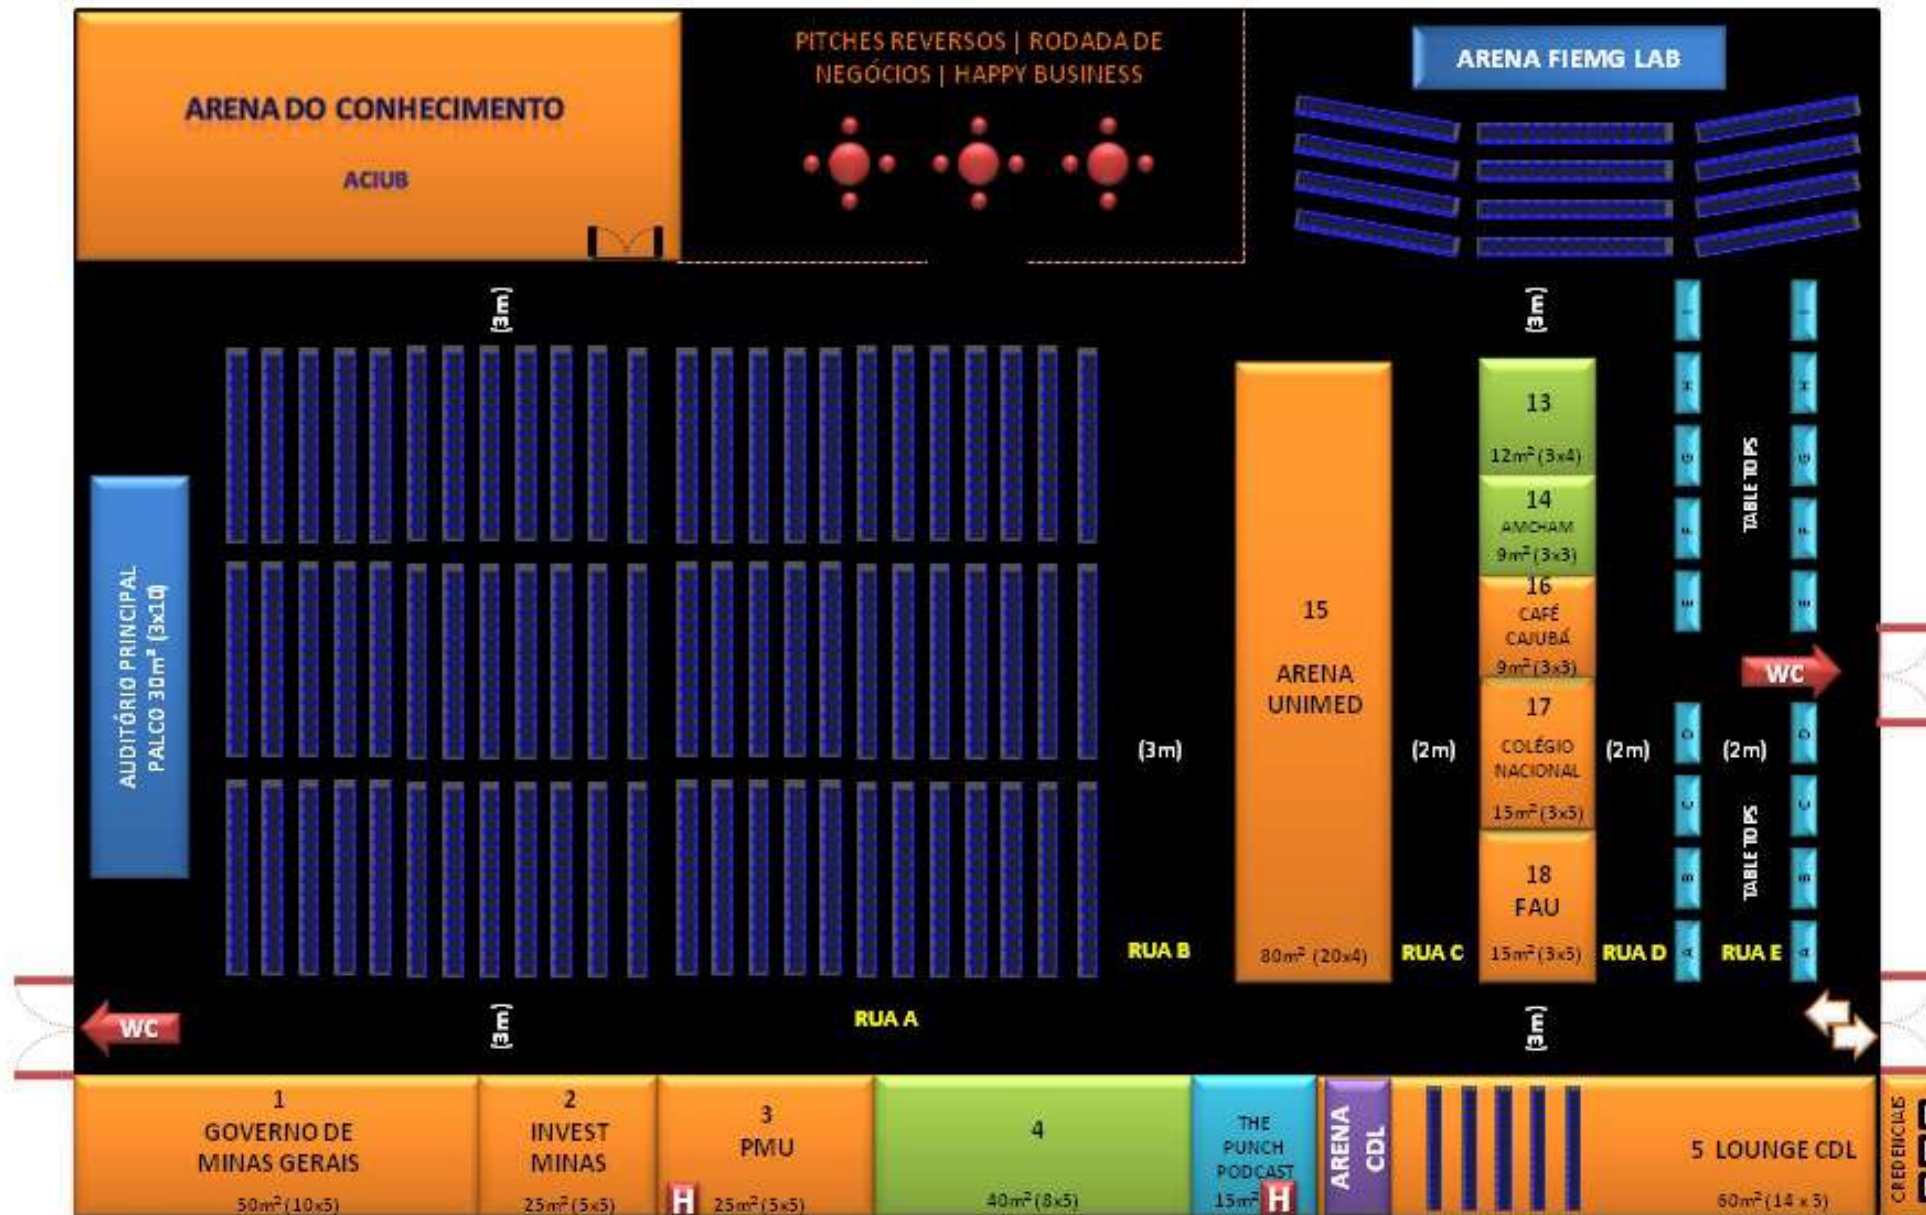 ARENA DO CONHECIMENTO
ACIUB
PITCHES REVERSOS | RODADA DE
NEGÓCIOS | HAPPY BUSINESS
ARENA FIEMG LAB
(3m)
(3m)
AUDITÓRIO PRINCIPAL
PALCO 30m² (3x10)
15
ARENA
UNIMED
80m² (20x4)
13
12m² (3x4)
14
AMCHAM
9m² (3x3)
16
CAFÉ
CAJUBÁ
9m² (3x3)
17
COLÉGIO
NACIONAL
15m² (3x5)
18
FAU
15m² (3x5)
I
H
G
F
E
D
C
B
A
TABLE TOPS
TABLE TOPS
I
H
G
F
E
D
C
B
A
WC
(3m)
(2m)
(2m)
(2m)
RUA B
RUA C
RUA D
RUA E
WC
(3m)
RUA A
(3m)
1
GOVERNO DE
MINAS GERAIS
50m² (10x5)
2
INVEST
MINAS
25m² (5x5)
3
PMU
H
25m² (5x5)
4
40m² (8x5)
THE
PUNCH
PODCAST
15m²
H
ARENA
CDL
5 LOUNGE CDL
60m² (14 x 5)
CREDENCIAIS